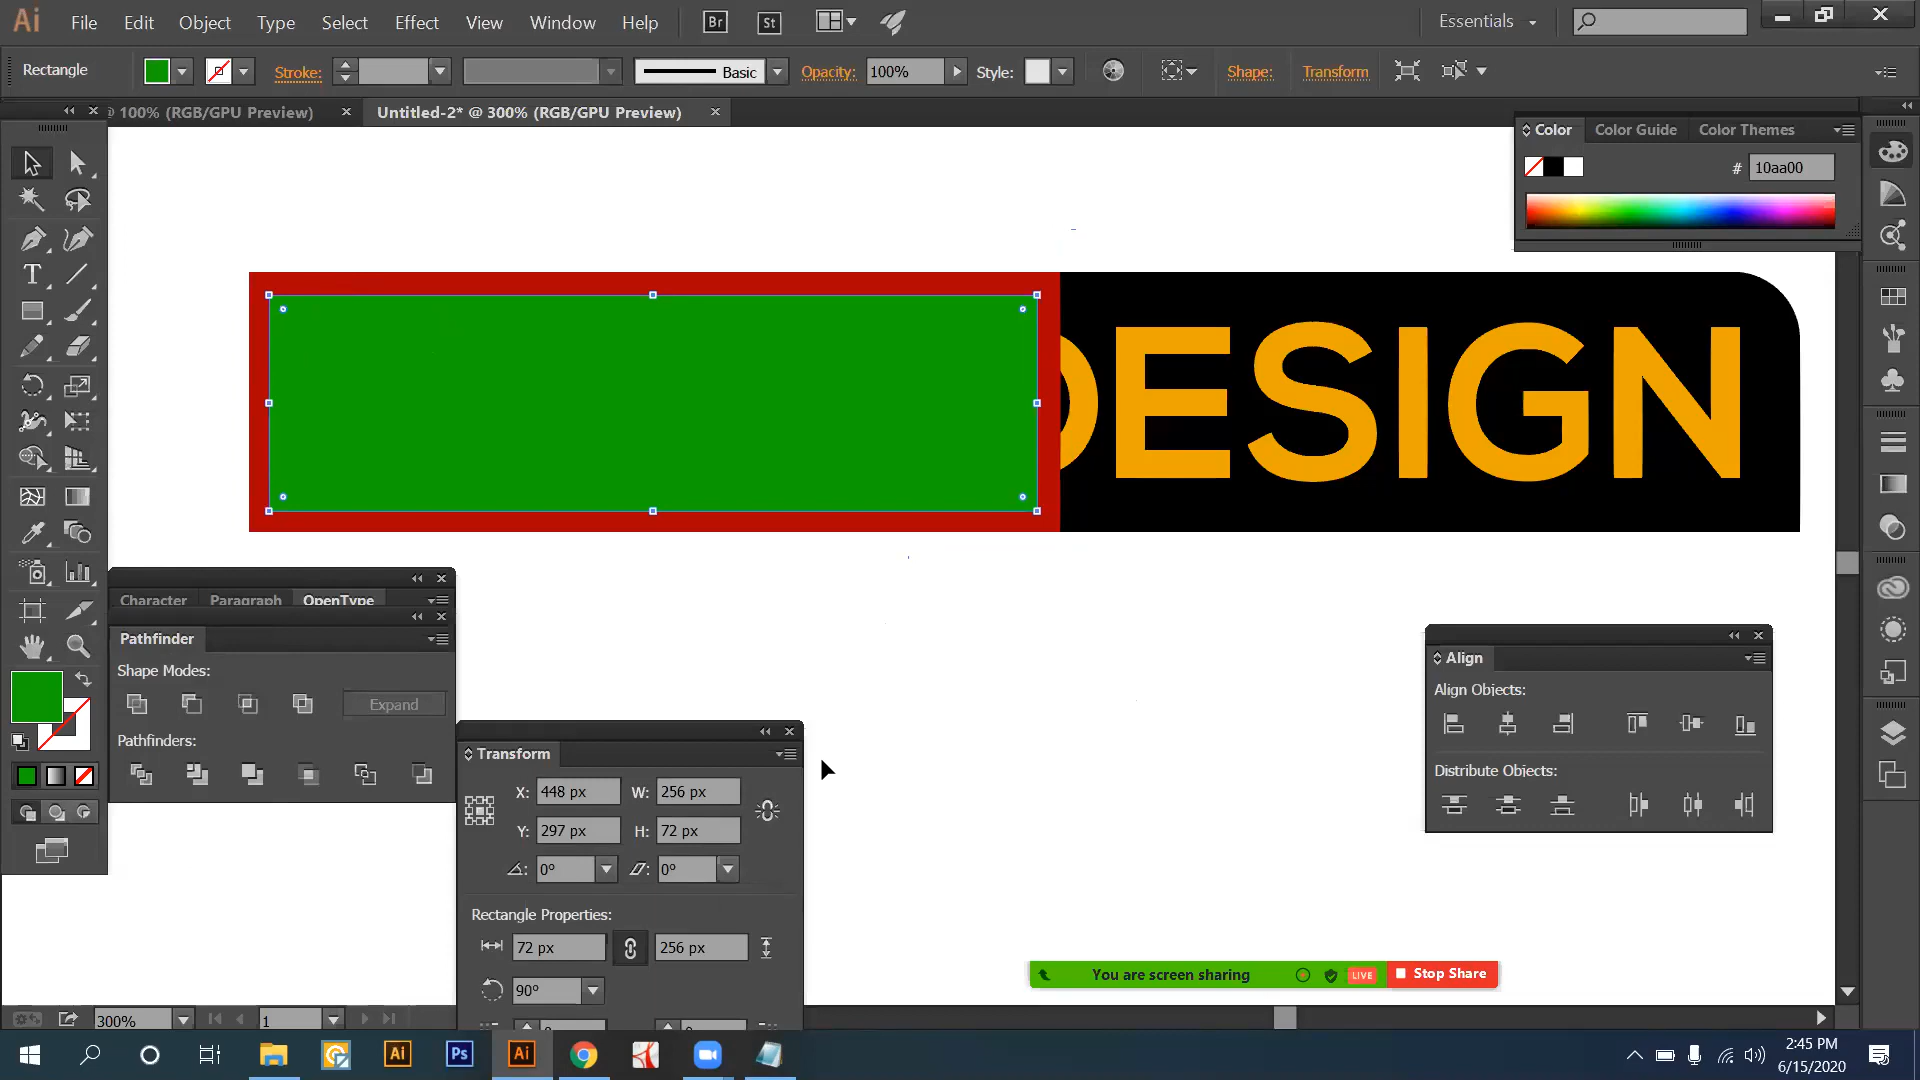 Ai File Edit Object Type Select Effect View Window Help Br St Essentials
Rectangle Stroke: Basic Opacity: 100% Style: Shape: Transform
@ 100% (RGB/GPU Preview) × Untitled-2* @ 300% (RGB/GPU Preview) ×
Color Color Guide Color Themes
# 10aa00
DESIGN
Character Paragraph OpenType
Pathfinder
Shape Modes:
Expand
Pathfinders:
Align
Align Objects:
Distribute Objects:
Transform
X: 448 px W: 256 px
Y: 297 px H: 72 px
0° 0°
Rectangle Properties:
72 px 256 px
90°
You are screen sharing LIVE Stop Share
300% 1
Ai Ps Ai
2:45 PM
6/15/2020